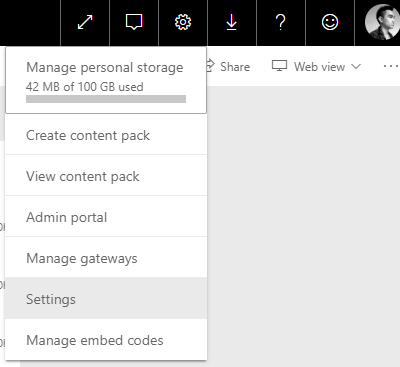 Manage personal storage
42 MB of 100 GB used
Share
Web view
Create content pack
View content pack
Admin portal
Manage gateways
Settings
Manage embed codes